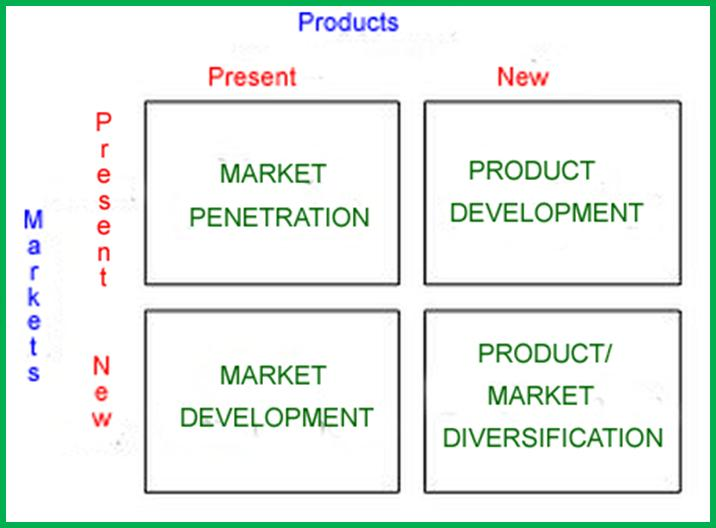 Products
Present New
Markets
Present
MARKET
PENETRATION
PRODUCT
DEVELOPMENT
New
MARKET
DEVELOPMENT
PRODUCT/
MARKET
DIVERSIFICATION